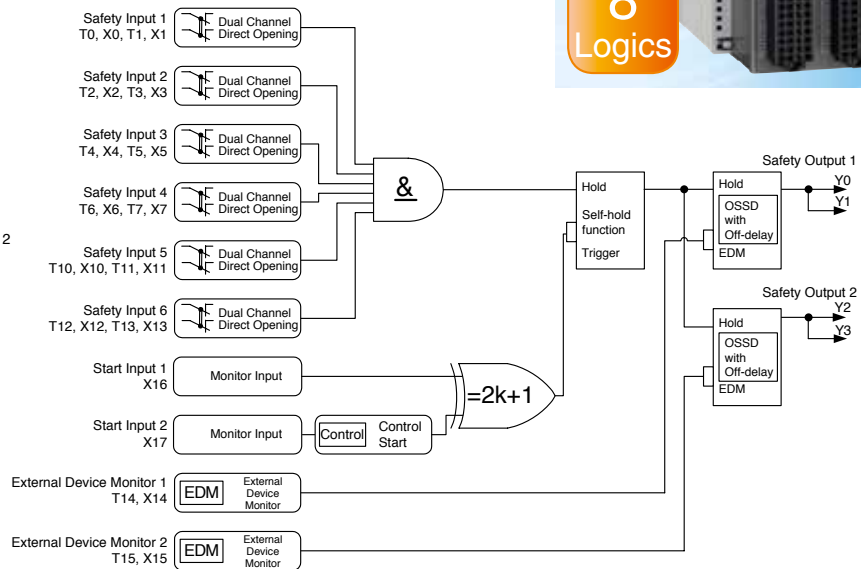 8
Logics
Safety Input 1
T0, X0, T1, X1
Dual Channel
Direct Opening
Safety Input 2
T2, X2, T3, X3
Dual Channel
Direct Opening
Safety Input 3
T4, X4, T5, X5
Dual Channel
Direct Opening
Safety Input 4
T6, X6, T7, X7
Dual Channel
Direct Opening
2
Safety Input 5
T10, X10, T11, X11
Dual Channel
Direct Opening
Safety Input 6
T12, X12, T13, X13
Dual Channel
Direct Opening
&
Hold
Self-hold
function
Trigger
Safety Output 1
Hold
OSSD
with
Off-delay
EDM
Y0
Y1
Safety Output 2
Hold
OSSD
with
Off-delay
EDM
Y2
Y3
Start Input 1
X16
Monitor Input
=2k+1
Start Input 2
X17
Monitor Input
Control
Control
Start
External Device Monitor 1
T14, X14
EDM
External
Device
Monitor
External Device Monitor 2
T15, X15
EDM
External
Device
Monitor